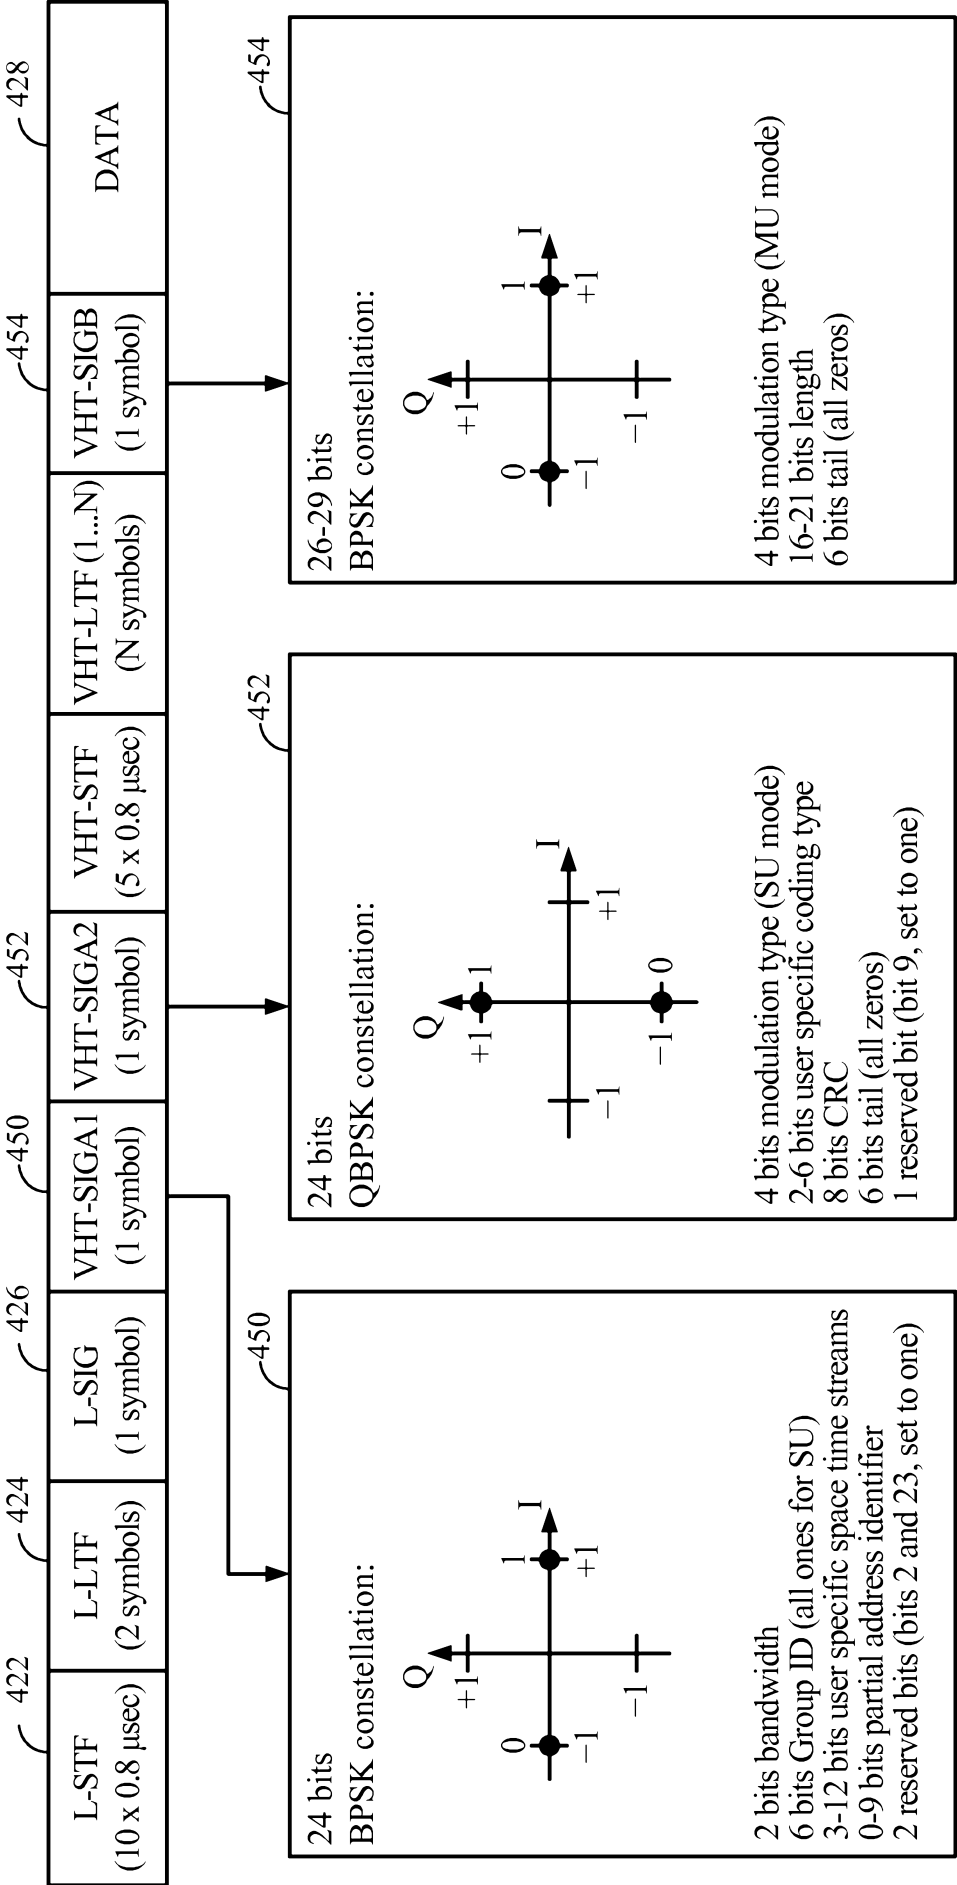 422
424
426
450
452
454
428
L-STF
(10 x 0.8 μsec)
L-LTF
(2 symbols)
L-SIG
(1 symbol)
VHT-SIGA1
(1 symbol)
VHT-SIGA2
(1 symbol)
VHT-STF
(5 x 0.8 μsec)
VHT-LTF (1...N)
(N symbols)
VHT-SIGB
(1 symbol)
DATA
450
24 bits
BPSK constellation:
Q
+1
I
0
1
−1
+1
−1
2 bits bandwidth
6 bits Group ID (all ones for SU)
3-12 bits user specific space time streams
0-9 bits partial address identifier
2 reserved bits (bits 2 and 23, set to one)
452
24 bits
QBPSK constellation:
Q
+1
1
I
−1
+1
−1
0
4 bits modulation type (SU mode)
2-6 bits user specific coding type
8 bits CRC
6 bits tail (all zeros)
1 reserved bit (bit 9, set to one)
454
26-29 bits
BPSK constellation:
Q
+1
I
0
1
−1
+1
−1
4 bits modulation type (MU mode)
16-21 bits length
6 bits tail (all zeros)